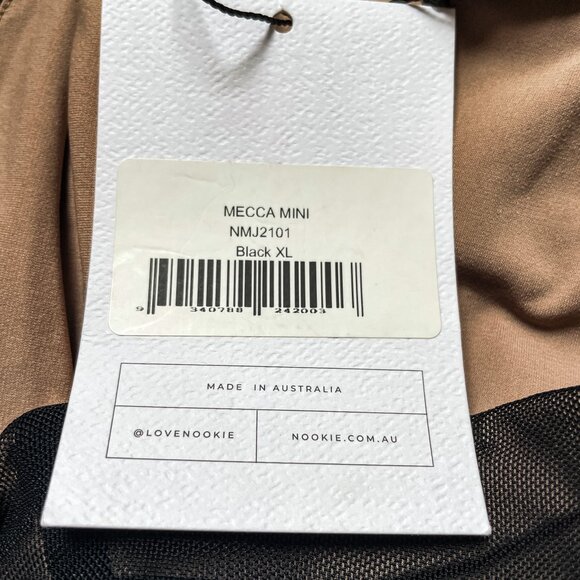 MECCA MINI
NMJ2101
Black XL
9 340788 242003
MADE IN AUSTRALIA
@LOVENOOKIE
NOOKIE.COM.AU